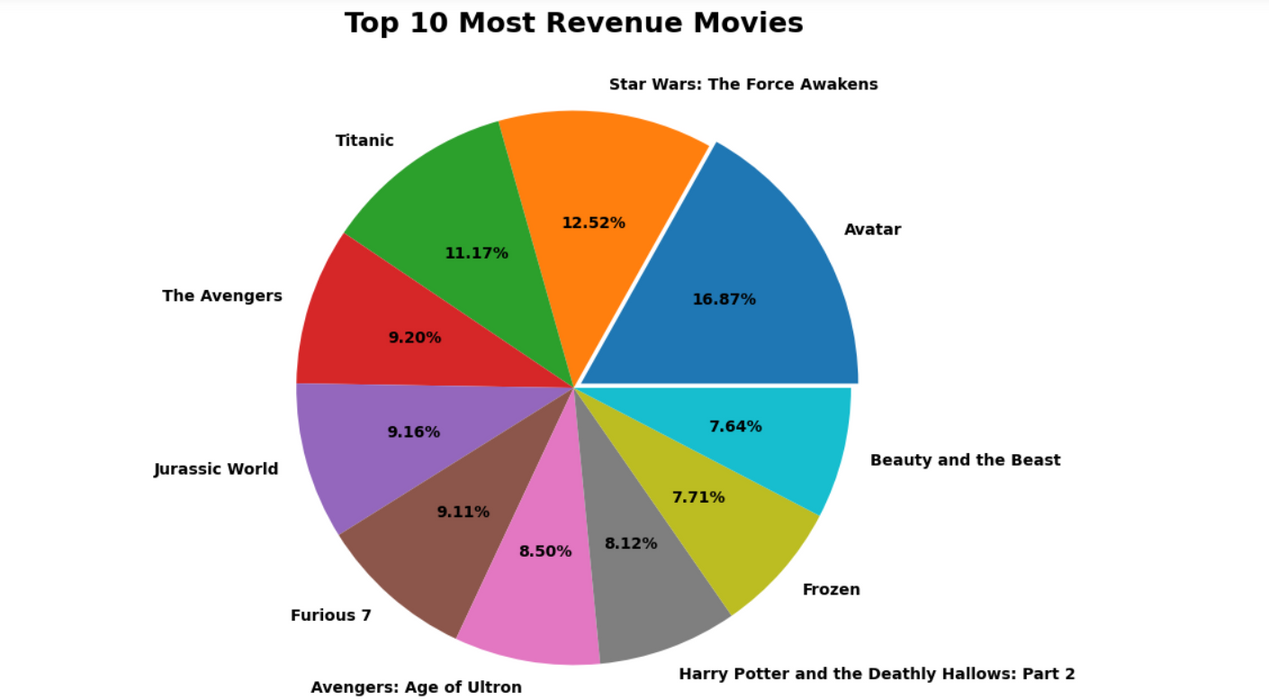 Top 10 Most Revenue Movies
Star Wars: The Force Awakens
Titanic
12.52%
Avatar
11.17%
The Avengers
16.87%
9.20%
7.64%
9.16%
Beauty and the Beast
Jurassic World
7.71%
9.11%
8.12%
8.50%
Frozen
Furious 7
Harry Potter and the Deathly Hallows: Part 2
Avengers: Age of Ultron